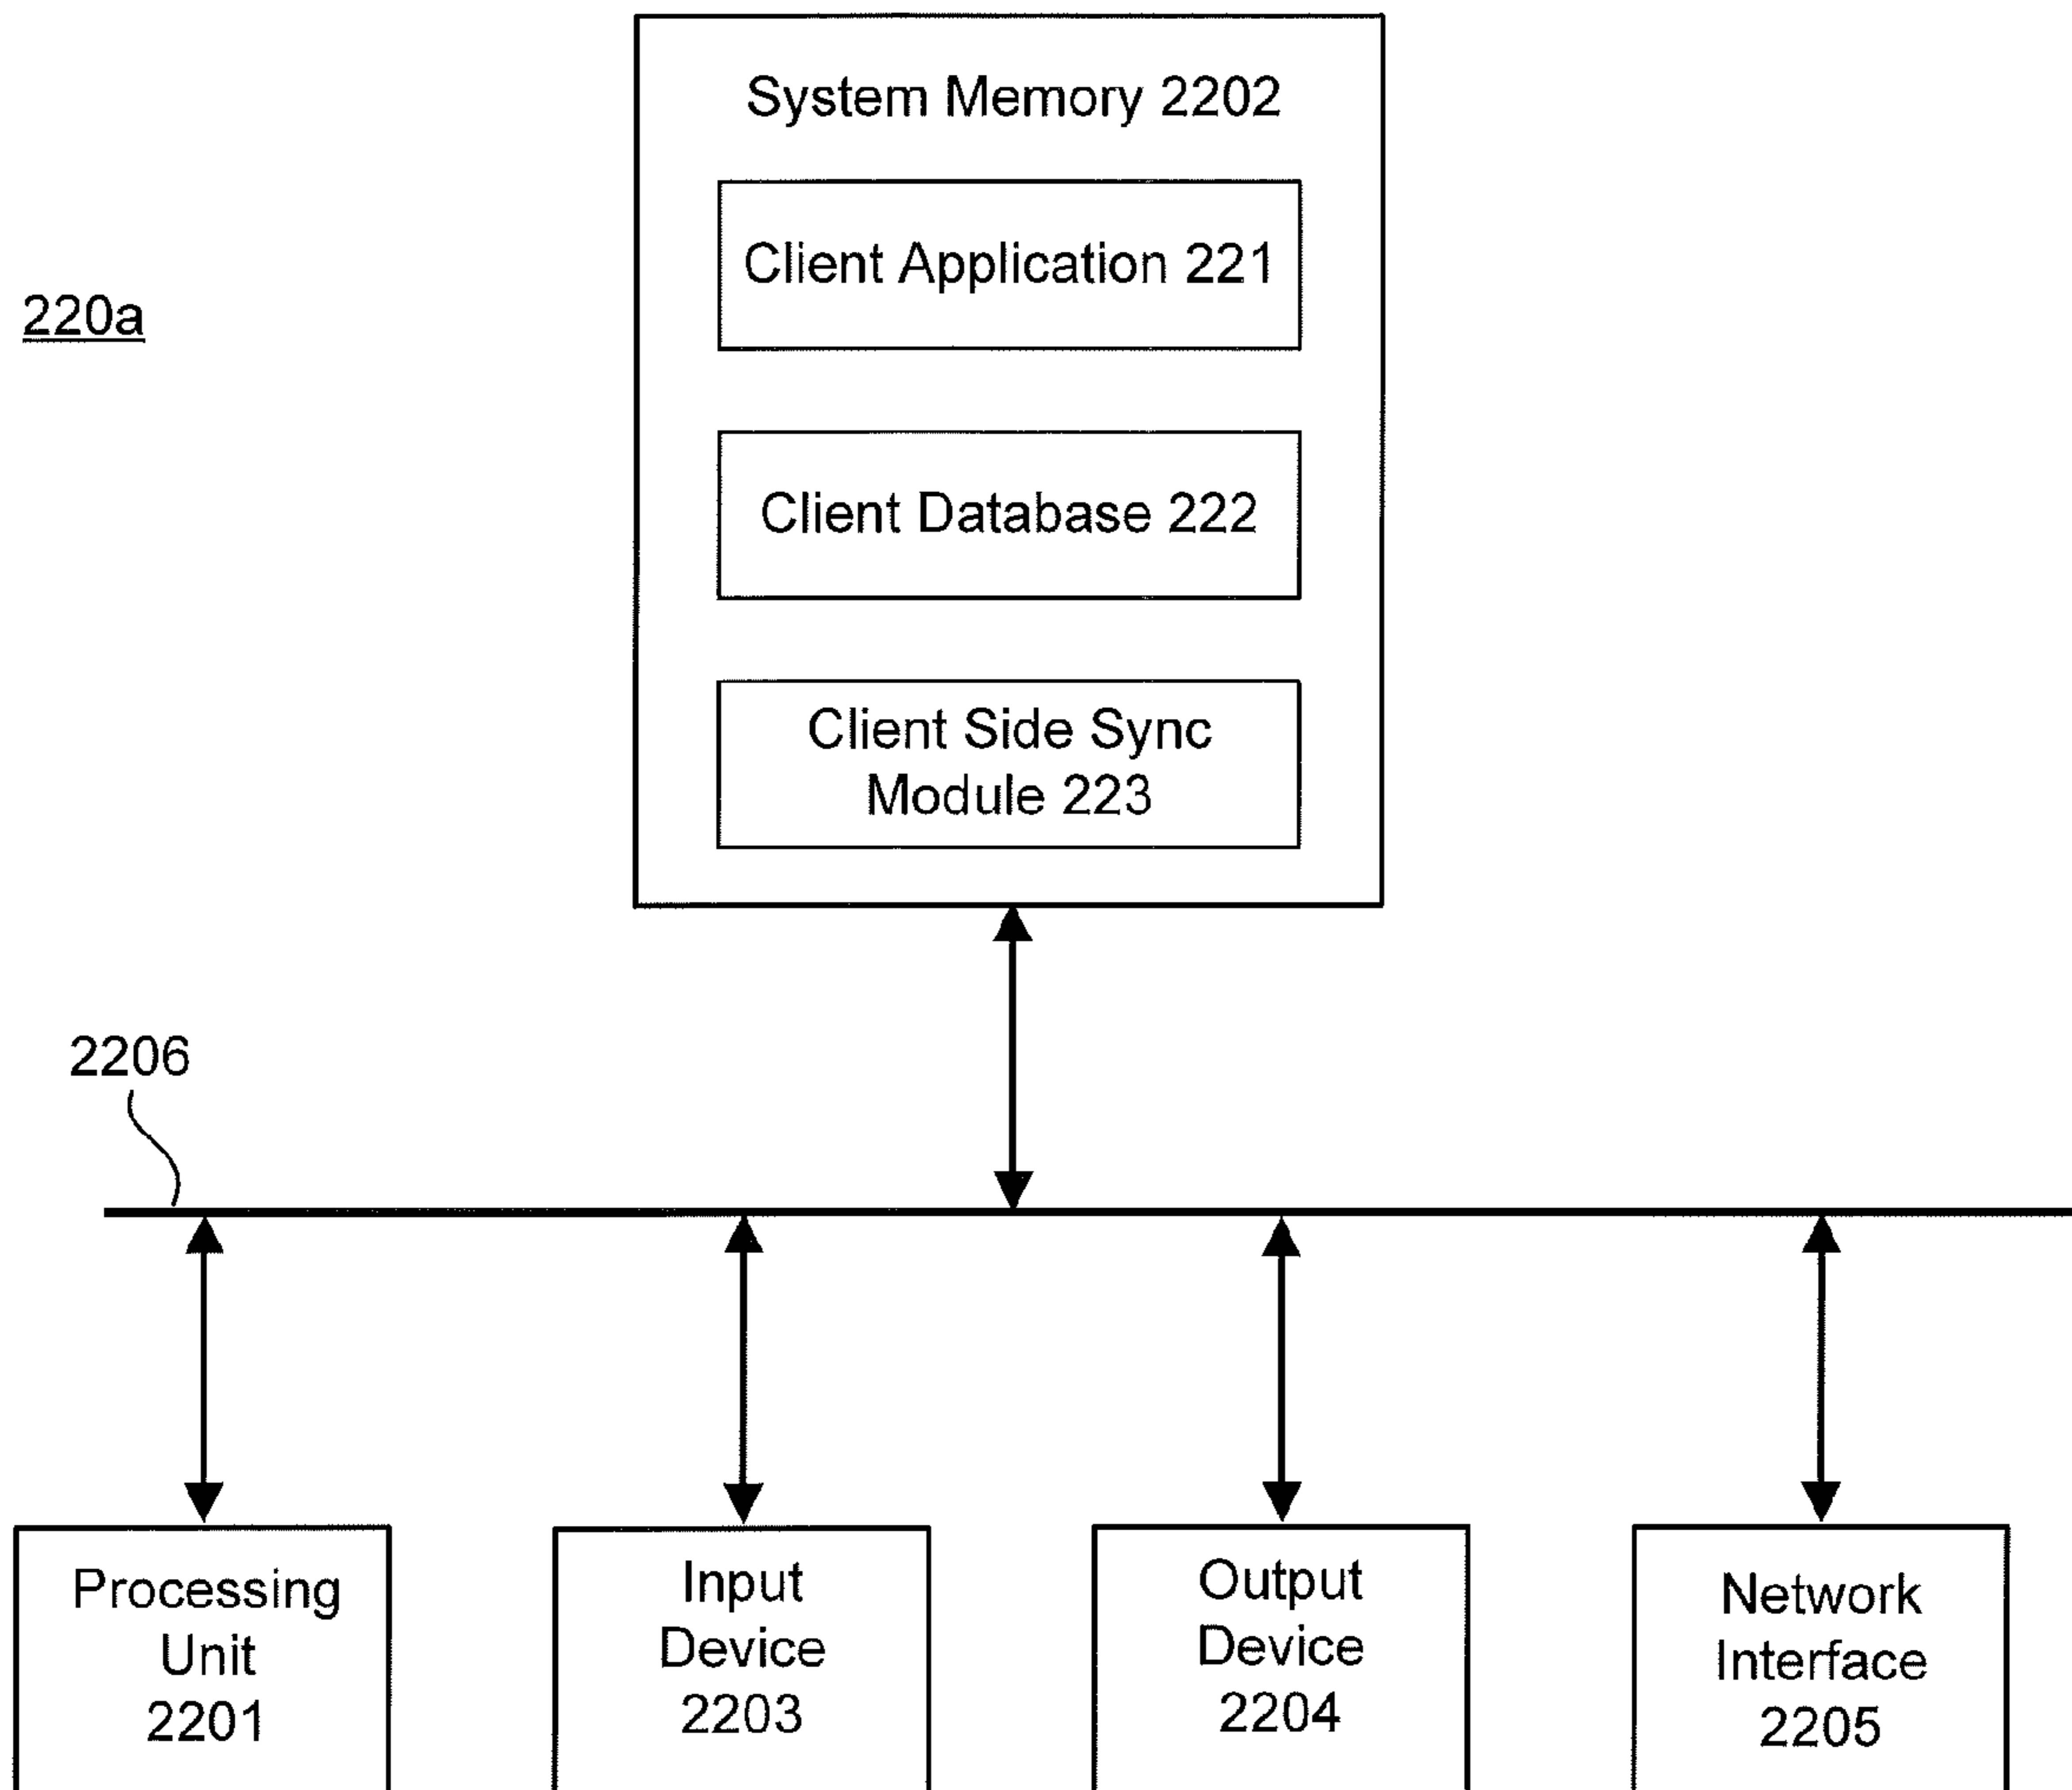 System Memory 2202
Client Application 221
220a
Client Database 222
Client Side Sync
Module 223
2206
Processing
Unit
2201
Input
Device
2203
Output
Device
2204
Network
Interface
2205